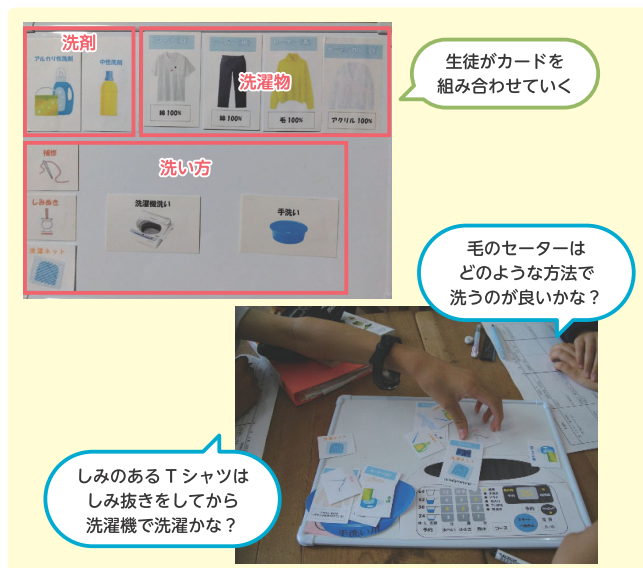 洗剤
アルカリ性洗剤
中性洗剤
洗濯物
綿100%
綿100%
毛100%
アクリル100%
生徒がカードを
組み合わせていく
洗い方
補修
しみぬき
洗濯ネット
洗濯機洗い
手洗い
毛のセーターは
どのような方法で
洗うのが良いかな？
しみのあるTシャツは
しみ抜きをしてから
洗濯機で洗濯かな？